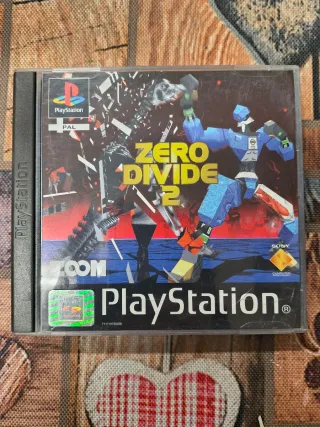 PlayStation
PAL
ZERO
DIVIDE
2
ZOOM
SONY
PlayStation®
PlayStation